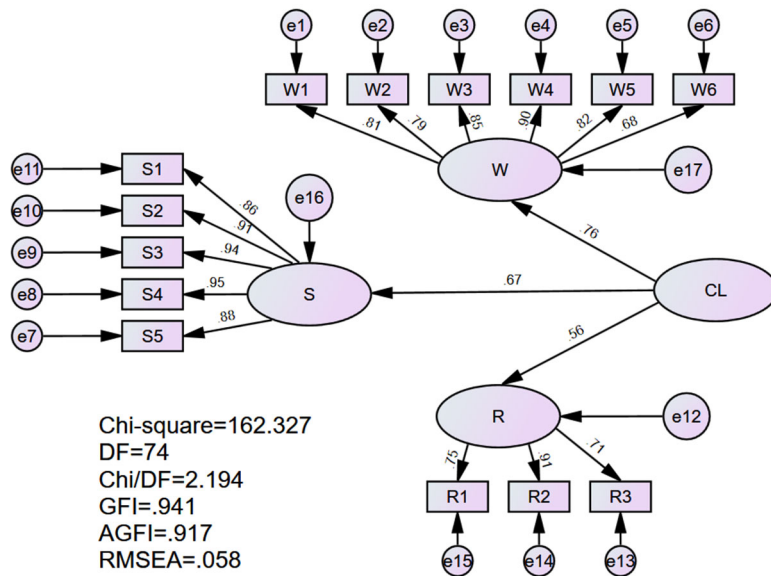 e1 e2 e3 e4 e5 e6
W1 W2 W3 W4 W5 W6
.81 .79 .85 .90 .82 .68
W
e17
e11 S1
e10 S2
e9 S3
e8 S4
e7 S5
.86
.91
.94
.95
.88
e16
S
.76
.67
.56
CL
R
e12
.75 .91 .71
R1 R2 R3
e15 e14 e13
Chi-square=162.327
DF=74
Chi/DF=2.194
GFI=.941
AGFI=.917
RMSEA=.058